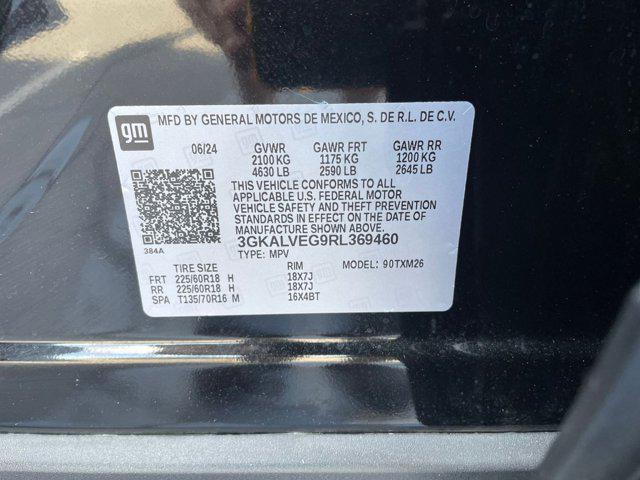 gm
MFD BY GENERAL MOTORS DE MEXICO, S. DE R.L. DE C.V.
06/24 GVWR GAWR FRT GAWR RR
2100 KG 1175 KG 1200 KG
4630 LB 2590 LB 2645 LB
THIS VEHICLE CONFORMS TO ALL
APPLICABLE U.S. FEDERAL MOTOR
VEHICLE SAFETY AND THEFT PREVENTION
STANDARDS IN EFFECT ON THE DATE OF
MANUFACTURE SHOWN ABOVE.
3GKALVEG9RL369460
384A
TYPE: MPV
TIRE SIZE RIM MODEL: 90TXM26
FRT 225/60R18 H 18X7J
RR 225/60R18 H 18X7J
SPA T135/70R16 M 16X4BT